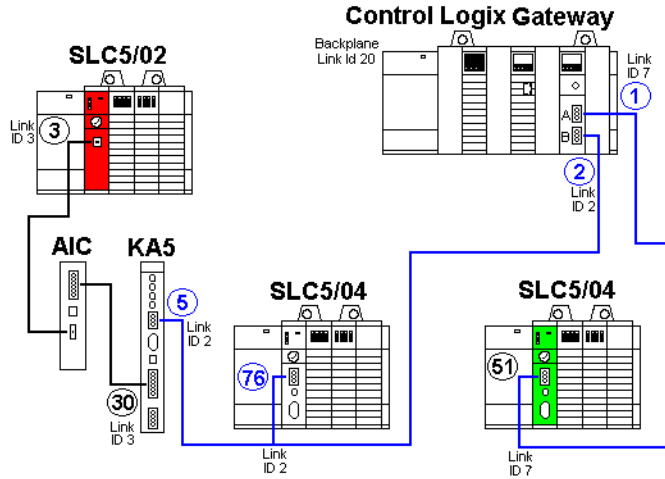 Control Logix Gateway
Backplane
Link Id 20
Link
ID 7
1
A
B
2
Link
ID 2
SLC5/02
Link
ID 3
3
AIC
KA5
5
Link
ID 2
30
Link
ID 3
SLC5/04
76
Link
ID 2
SLC5/04
51
Link
ID 7